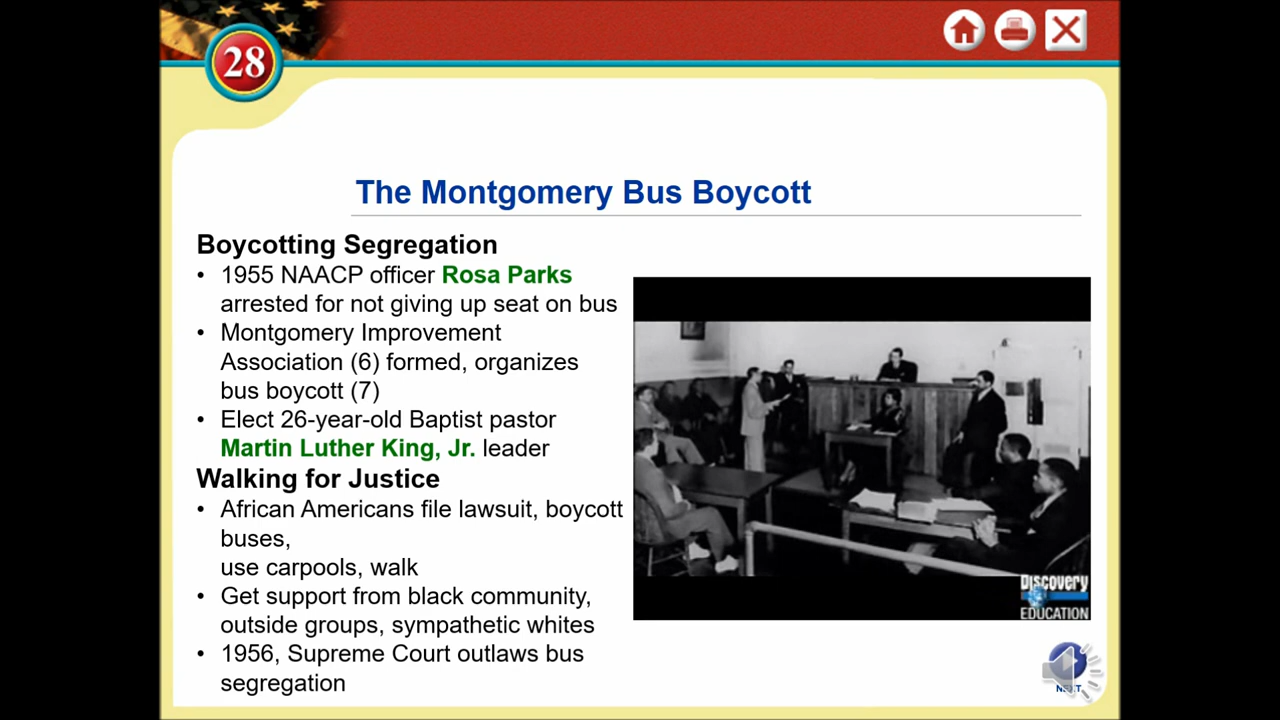 28
The Montgomery Bus Boycott
Boycotting Segregation
• 1955 NAACP officer Rosa Parks
arrested for not giving up seat on bus
• Montgomery Improvement
Association (6) formed, organizes
bus boycott (7)
• Elect 26-year-old Baptist pastor
Martin Luther King, Jr. leader
Walking for Justice
• African Americans file lawsuit, boycott
buses,
use carpools, walk
• Get support from black community,
outside groups, sympathetic whites
• 1956, Supreme Court outlaws bus
segregation
Discovery
EDUCATION
NEXT